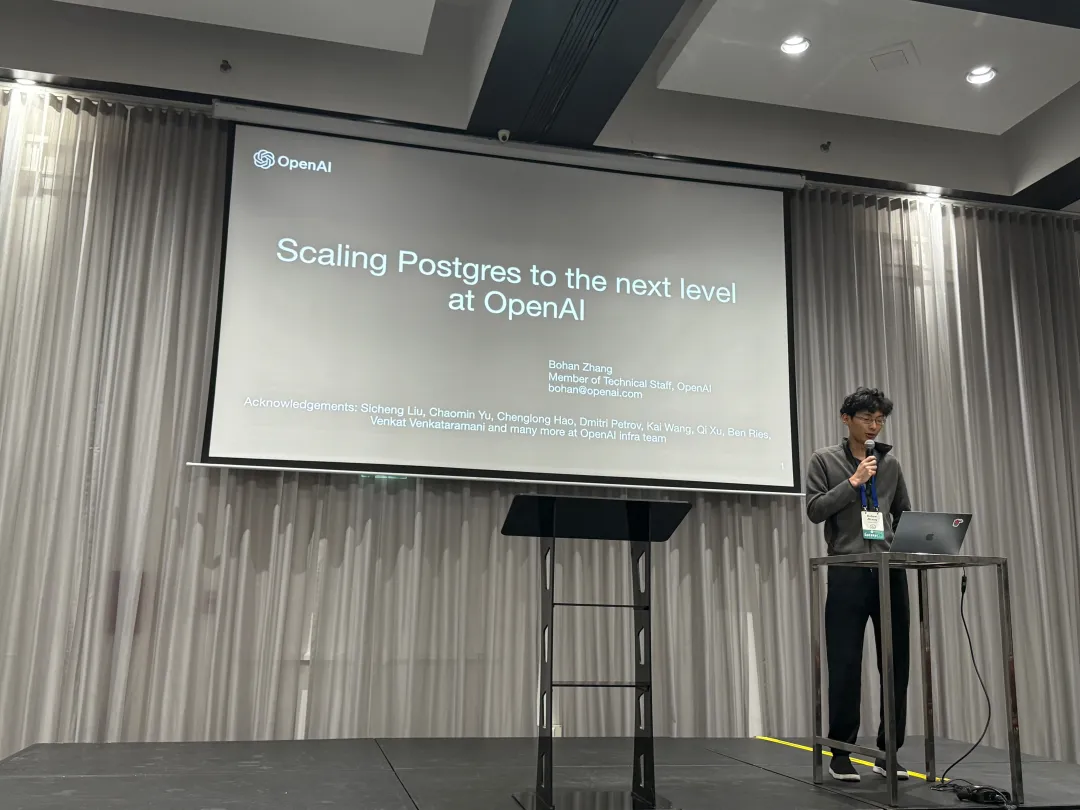 OpenAI
Scaling Postgres to the next level
at OpenAI
Bohan Zhang
Member of Technical Staff, OpenAI
bohan@openai.com
Acknowledgements: Sicheng Liu, Chaomin Yu, Chenglong Hao, Dmitri Petrov, Kai Wang, Qi Xu, Ben Ries,
Venkat Venkataramani and many more at OpenAI infra team
1